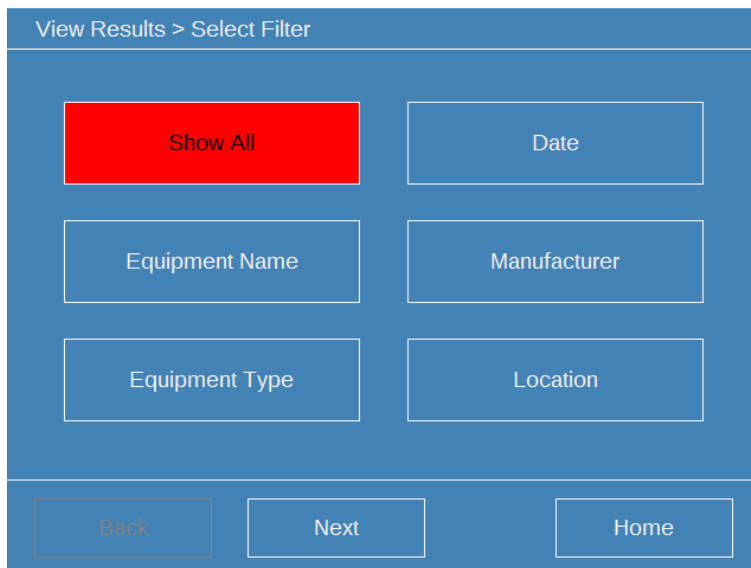 View Results > Select Filter
Show All
Date
Equipment Name
Manufacturer
Equipment Type
Location
Back
Next
Home